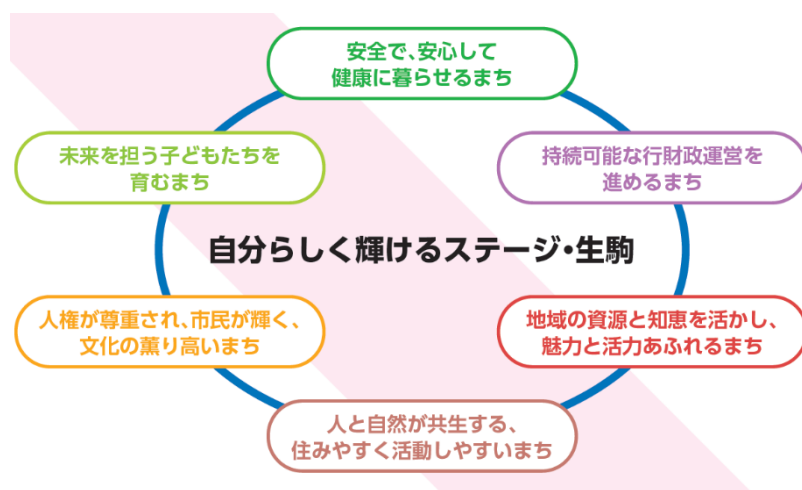 安全で、安心して
健康に暮らせるまち
未来を担う子どもたちを
育むまち
持続可能な行財政運営を
進めるまち
自分らしく輝けるステージ・生駒
人権が尊重され、市民が輝く、
文化の薫り高いまち
地域の資源と知恵を活かし、
魅力と活力あふれるまち
人と自然が共生する、
住みやすく活動しやすいまち